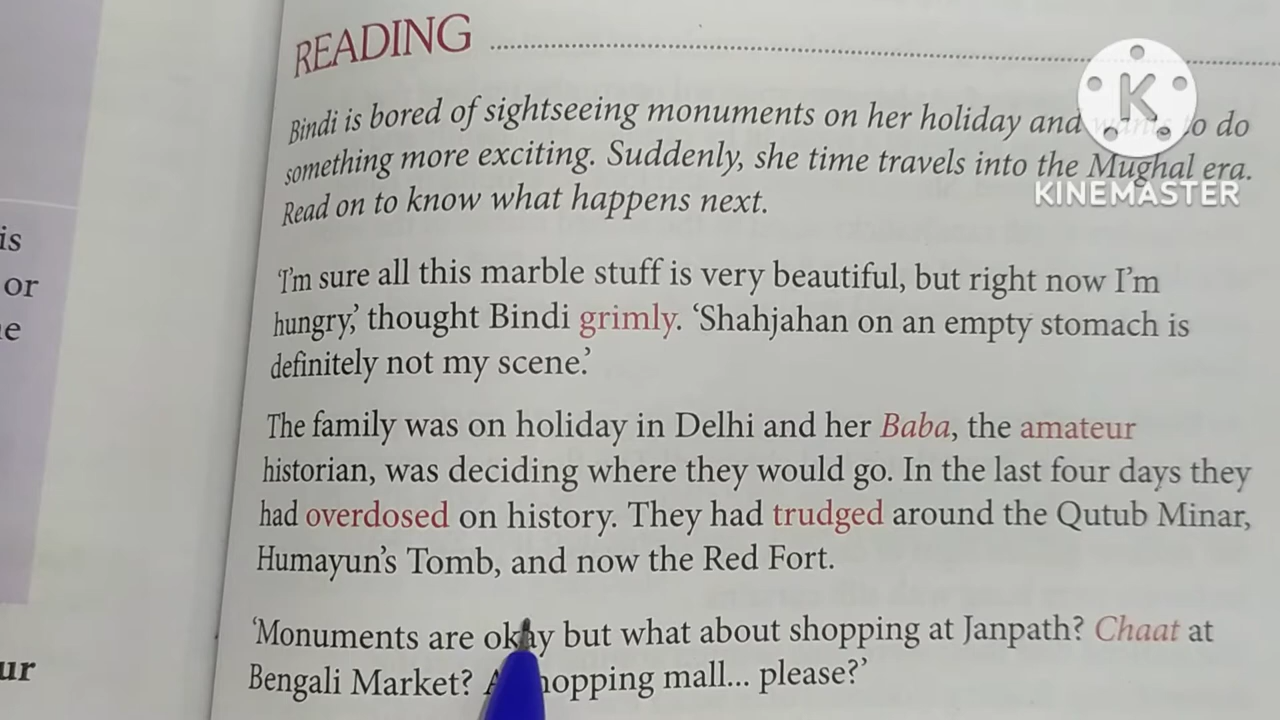 READING
Bindi is bored of sightseeing monuments on her holiday and to do
something more exciting. Suddenly, she time travels into the Mughal era.
KINEMASTER
Read on to know what happens next.
is
or
'I'm sure all this marble stuff is very beautiful, but right now I'm
hungry,' thought Bindi grimly. 'Shahjahan on an empty stomach is
definitely not my scene.'
The family was on holiday in Delhi and her Baba, the amateur
historian, was deciding where they would go. In the last four days they
had overdosed on history. They had trudged around the Qutub Minar,
Humayun's Tomb, and now the Red Fort.
'Monuments are okay but what about shopping at Janpath? Chaat at
Bengali Market? A mall... please?'